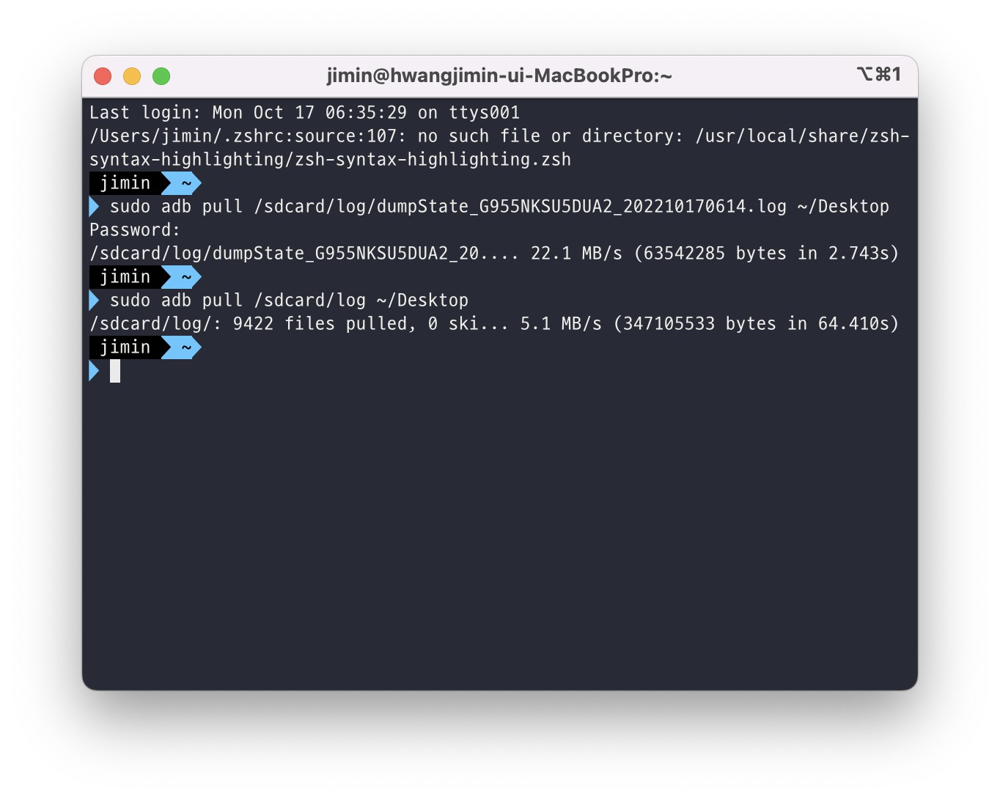 jimin@hwangjimin-ui-MacBookPro:~
⌥⌘1
Last login: Mon Oct 17 06:35:29 on ttys001
/Users/jimin/.zshrc:source:107: no such file or directory: /usr/local/share/zsh-
syntax-highlighting/zsh-syntax-highlighting.zsh
jimin ~
sudo adb pull /sdcard/log/dumpState_G955NKSU5DUA2_202210170614.log ~/Desktop
Password:
/sdcard/log/dumpState_G955NKSU5DUA2_20.... 22.1 MB/s (63542285 bytes in 2.743s)
jimin ~
sudo adb pull /sdcard/log ~/Desktop
/sdcard/log/: 9422 files pulled, 0 ski... 5.1 MB/s (347105533 bytes in 64.410s)
jimin ~